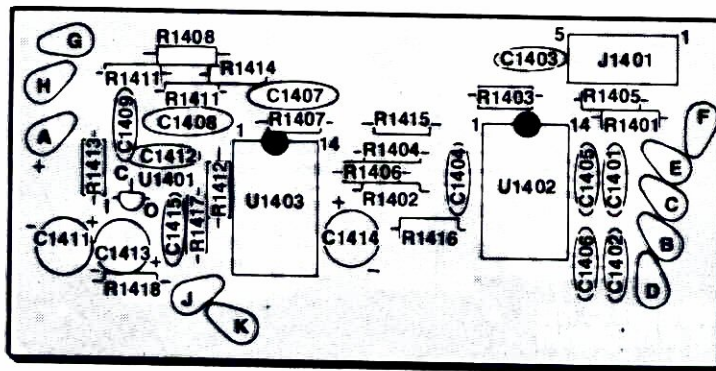 G
R1408
5
1
C1403
J1401
H
R1411
R1414
R1411
C1407
R1403
R1405
F
C1409
C1408
1
R1407
14
R1415
1
14
R1401
A
+
R1413
C1412
R1412
R1404
C1404
C1405
C1401
E
C
U1401
R1406
U1402
I
O
U1403
R1402
C
-
+
C1411
C1413
+
C1415
R1417
+
C1414
-
R1416
C1406
C1402
B
R1418
J
K
D